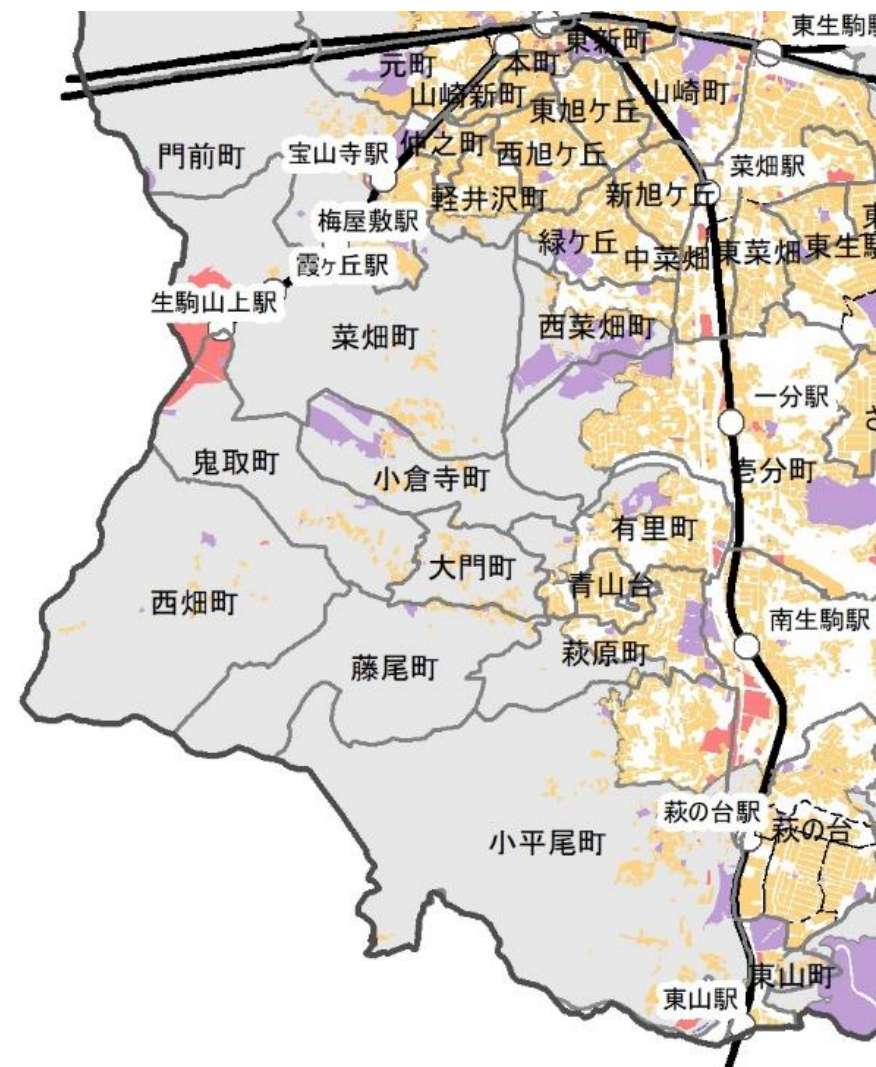 東生駒駅
東新町
元町
本町
山崎新町
山崎町
東旭ケ丘
門前町
宝山寺駅
仲之町
西旭ケ丘
菜畑駅
軽井沢町
新旭ケ丘
梅屋敷駅
緑ケ丘
中菜畑
東菜畑
東生駒
霞ヶ丘駅
生駒山上駅
菜畑町
西菜畑町
一分駅
さ
鬼取町
小倉寺町
壱分町
有里町
大門町
青山台
西畑町
南生駒駅
藤尾町
萩原町
萩の台駅
萩の台
小平尾町
東山町
東山駅